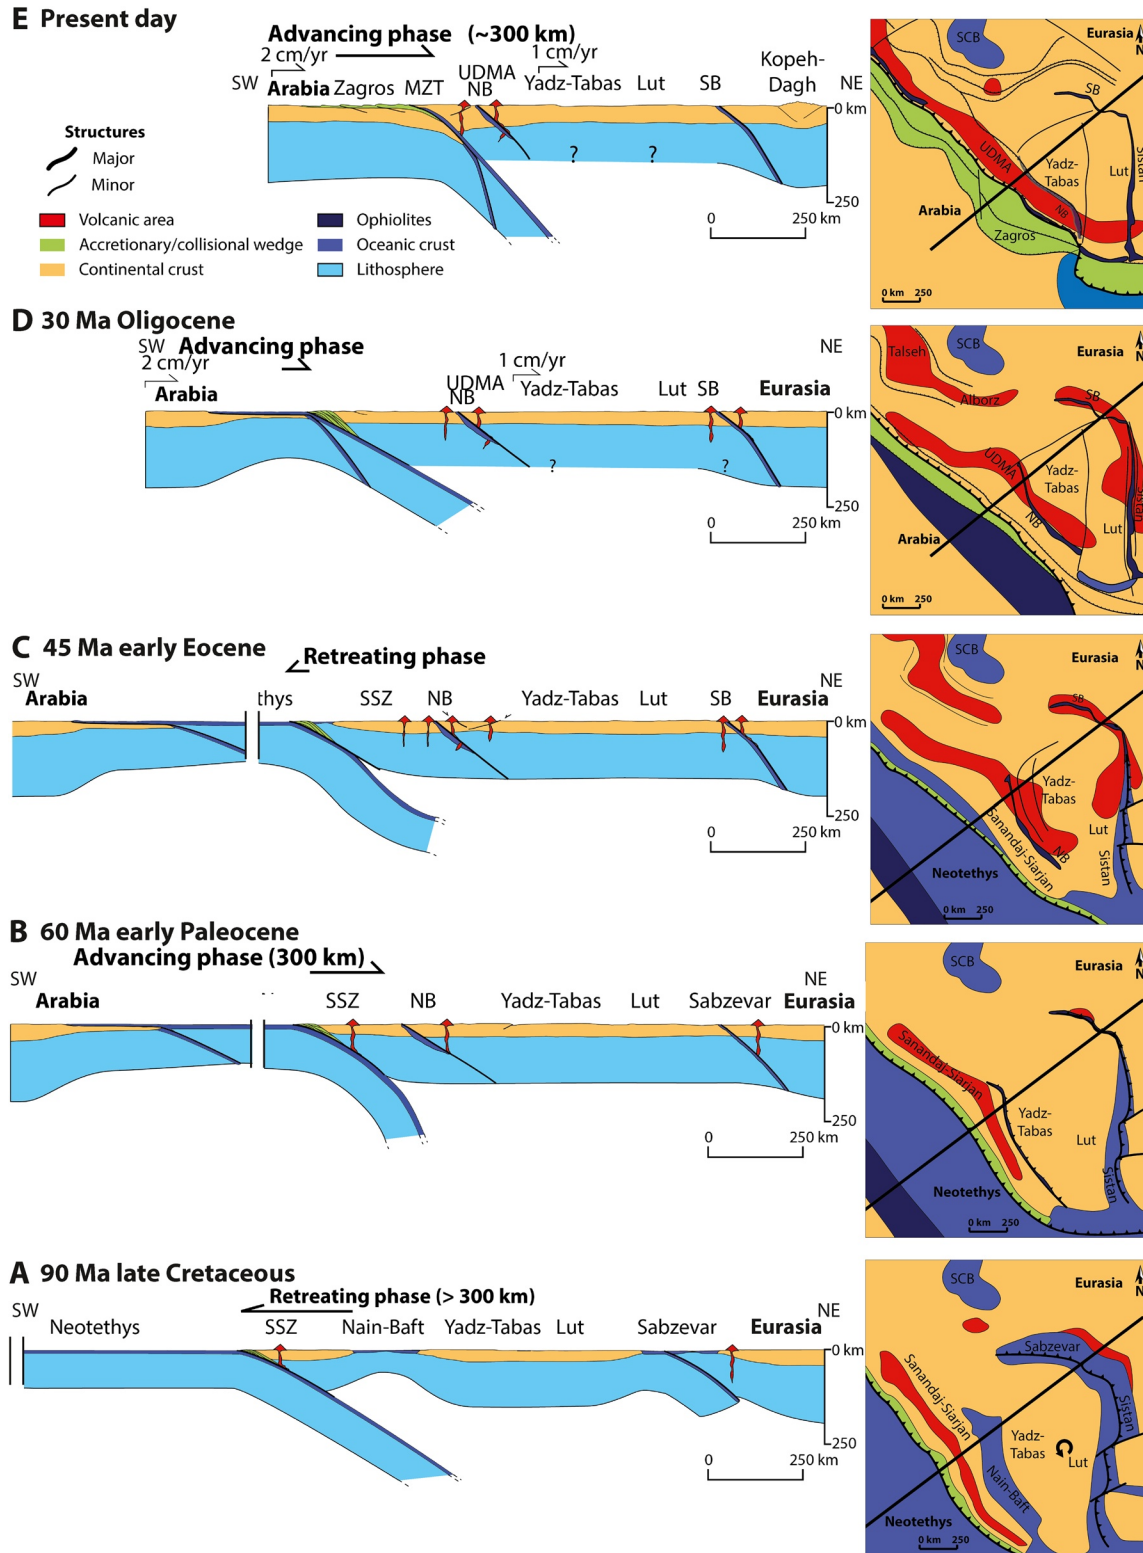 E Present day
Advancing phase (~300 km)
2 cm/yr
1 cm/yr
SW
Arabia
Zagros
MZT
UDMA
NB
Yadz-Tabas
Lut
SB
Kopeh-
Dagh
NE
0 km
250
0
250 km
?
?
Structures
Major
Minor
Volcanic area
Accretionary/collisional wedge
Continental crust
Ophiolites
Oceanic crust
Lithosphere
SCB
Eurasia
N
SB
UDMA
Yadz-
Tabas
Lut
Sistan
Arabia
NB
Zagros
0 km 250
D 30 Ma Oligocene
SW
Advancing phase
2 cm/yr
1 cm/yr
NE
Arabia
UDMA
NB
Yadz-Tabas
Lut
SB
Eurasia
0 km
250
?
?
0
250 km
Talseh
SCB
Eurasia
N
Alborz
SB
UDMA
Yadz-
Tabas
Sistan
NB
Lut
Arabia
0 km 250
C 45 Ma early Eocene
Retreating phase
SW
NE
Arabia
thys
SSZ
NB
Yadz-Tabas
Lut
SB
Eurasia
0 km
250
0
250 km
SCB
Eurasia
N
SB
Yadz-
Tabas
Sanandaj-Siarjan
Lut
NB
Sistan
Neotethys
0 km 250
B 60 Ma early Paleocene
Advancing phase (300 km)
SW
NE
Arabia
SSZ
NB
Yadz-Tabas
Lut
Sabzevar
Eurasia
0 km
250
0
250 km
SCB
Eurasia
N
Sanandaj-Siarjan
Yadz-
Tabas
Lut
Sistan
Neotethys
0 km 250
A 90 Ma late Cretaceous
Retreating phase (> 300 km)
SW
NE
Neotethys
SSZ
Nain-Baft
Yadz-Tabas
Lut
Sabzevar
Eurasia
0 km
250
0
250 km
SCB
Eurasia
N
Sabzevar
Sanandaj-Siarjan
Sistan
Yadz-
Tabas
Lut
Nain-Baft
Neotethys
0 km 250